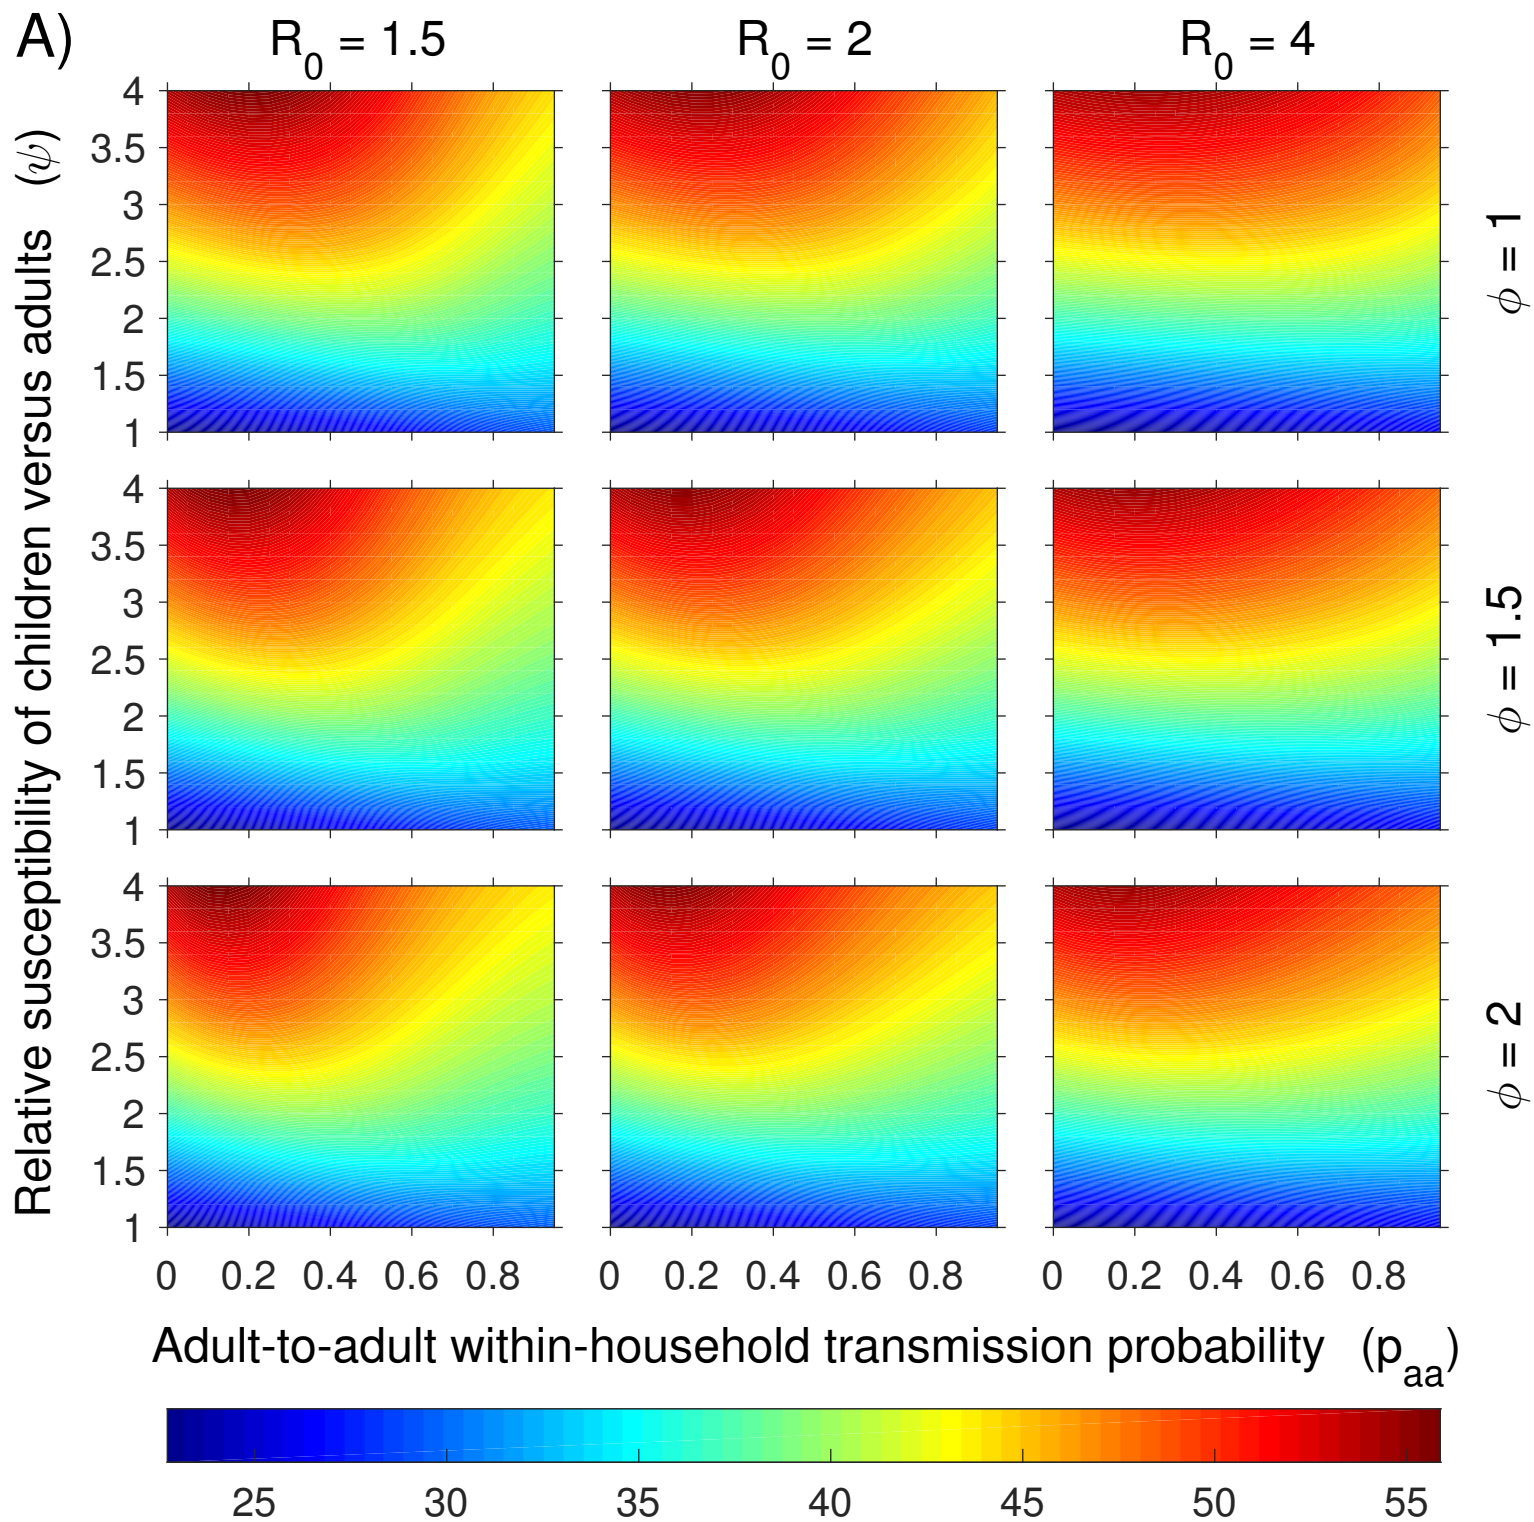 A)
R0 = 1.5
R0 = 2
R0 = 4
Relative susceptibility of children versus adults (ψ)
4
3.5
3
2.5
2
1.5
1
ϕ = 1
4
3.5
3
2.5
2
1.5
1
ϕ = 1.5
4
3.5
3
2.5
2
1.5
1
ϕ = 2
0 0.2 0.4 0.6 0.8
0 0.2 0.4 0.6 0.8
0 0.2 0.4 0.6 0.8
Adult-to-adult within-household transmission probability (paa)
25 30 35 40 45 50 55